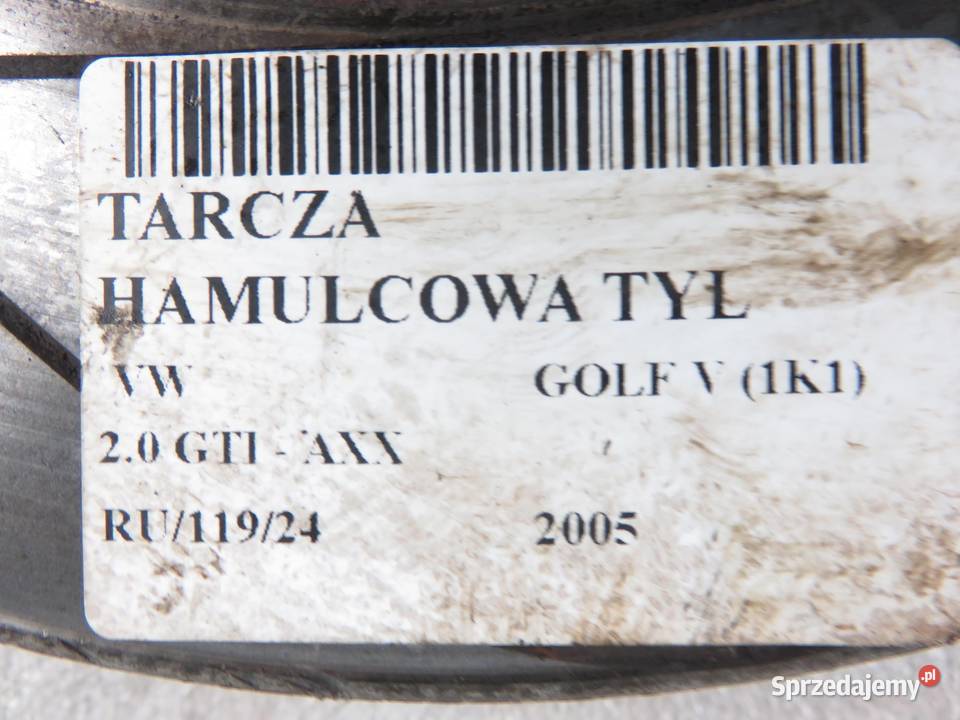 TARCZA
HAMULCOWA TYL
VW GOLF V (1K1)
2.0 GTI - AXX
RU/119/24 2005
Sprzedajemy.pl